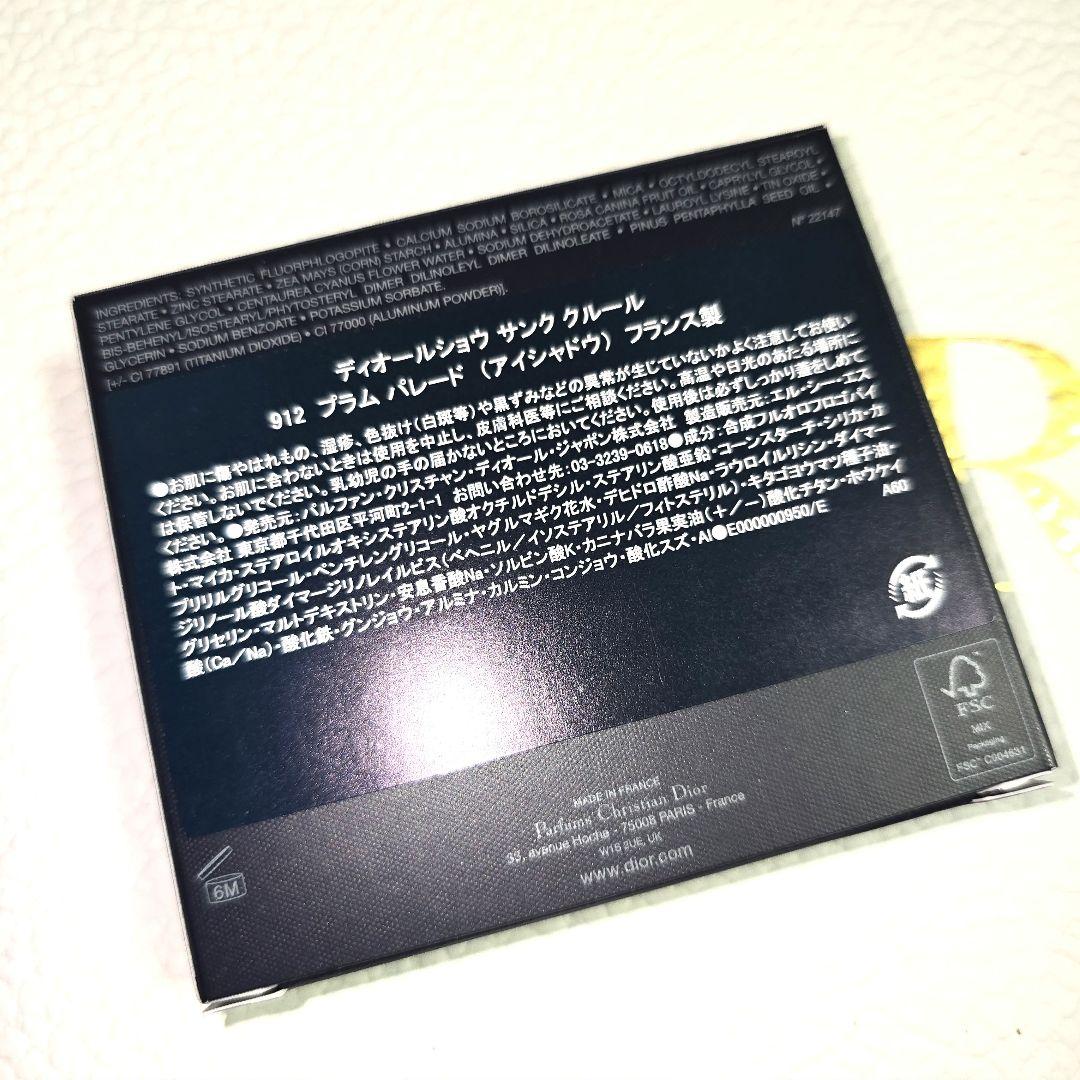 INGREDIENTS: SYNTHETIC FLUORPHLOGOPITE • CALCIUM SODIUM BOROSILICATE • MICA • OCTYLDODECYL STEAROYL
STEARATE • ZINC STEARATE • ZEA MAYS (CORN) STARCH • ALUMINA • SILICA • ROSA CANINA FRUIT OIL • CAPRYLYL GLYCOL •
PENTYLENE GLYCOL • CENTAUREA CYANUS FLOWER WATER • SODIUM DEHYDROACETATE • LAUROYL LYSINE • TIN OXIDE •
BIS-BEHENYL/ISOSTEARYL/PHYTOSTERYL DIMER DILINOLEYL DIMER DILINOLEATE • PINUS PENTAPHYLLA SEED OIL •
GLYCERIN • SODIUM BENZOATE • POTASSIUM SORBATE.
[+/- CI 77891 (TITANIUM DIOXIDE) • CI 77000 (ALUMINUM POWDER)].
N° 22147
ディオールショウ サンク クルール
912 プラム パレード (アイシャドウ) フランス製
●お肌に傷やはれもの、湿疹、色抜け(白斑等)や黒ずみなどの異常が生じていないかよく注意してお使い
ください。お肌に合わないときは使用を中止し、皮膚科医等にご相談ください。高温や日光のあたる場所に
は保管しないでください。乳幼児の手の届かないところにおいてください。使用後は必ずしっかり蓋をしめて
ください。●発売元:パルファン・クリスチャン・ディオール・ジャポン株式会社 製造販売元:エル・シー・エス
株式会社 東京都千代田区平河町2-1-1 お問い合わせ先:03-3239-0618●成分:合成フルオロフロゴパイ
ト・マイカ・ステアロイルオキシステアリン酸オクチルドデシル・ステアリン酸亜鉛・コーンスターチ・シリカ・カ
プリリルグリコール・ペンチレングリコール・ヤグルマギク花水・デヒドロ酢酸Na・ラウロイルリシン・ダイマー
ジリノール酸ダイマージリノレイルビス(ベヘニル/イソステアリル/フィトステリル)・キタゴヨウマツ種子油・
グリセリン・マルトデキストリン・安息香酸Na・ソルビン酸K・カニナバラ果実油(+/-)酸化チタン・ホウケイ
酸(Ca/Na)・酸化鉄・グンジョウ・アルミナ・カルミン・コンジョウ・酸化スズ・Al●E000000950/E
A60
紙
FSC
MIX
Packaging
FSC™ C004531
6M
MADE IN FRANCE
Parfums Christian Dior
33, avenue Hoche - 75008 PARIS - France
W1S 2UE, UK
www.dior.com